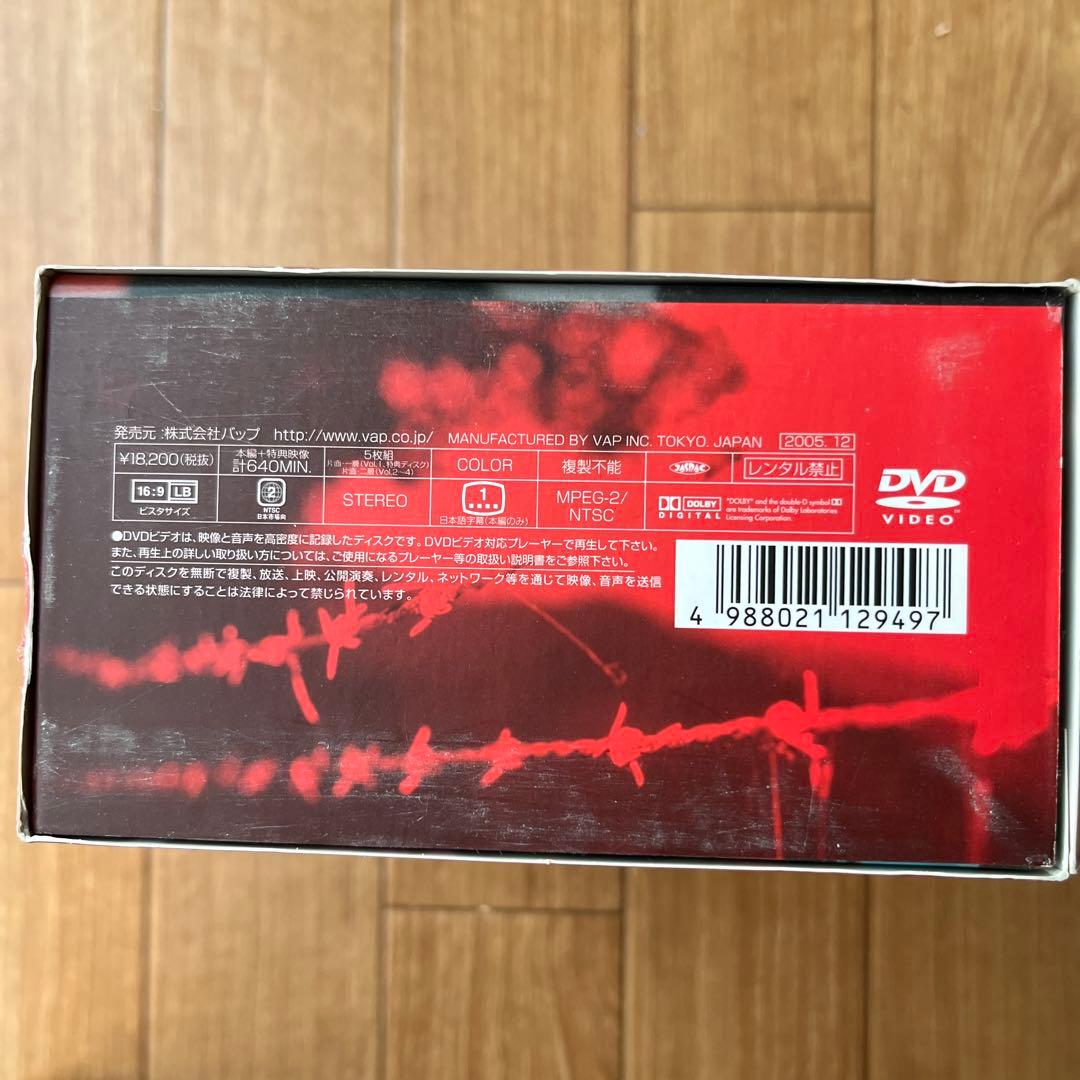 発売元:株式会社バップ http://www.vap.co.jp/ MANUFACTURED BY VAP INC. TOKYO. JAPAN 2005. 12
¥18,200(税抜)
本編+特典映像
計640MIN.
5枚組
片面・一層(Vol.1、特典ディスク)
片面・二層(Vol.2〜4)
COLOR
複製不能
JASRAC
レンタル禁止
16:9 LB
ビスタサイズ
2
NTSC
日本市場向
STEREO
1
日本語字幕(本編のみ)
MPEG-2/
NTSC
DOLBY
DIGITAL
"DOLBY" and the double-D symbol
are trademarks of Dolby Laboratories
Licensing Corporation.
DVD
VIDEO
●DVDビデオは、映像と音声を高密度に記録したディスクです。DVDビデオ対応プレーヤーで再生して下さい。
また、再生上の詳しい取り扱い方については、ご使用になるプレーヤー等の取扱い説明書をご参照下さい。
このディスクを無断で複製、放送、上映、公開演奏、レンタル、ネットワーク等を通じて映像、音声を送信
できる状態にすることは法律によって禁じられています。
4 988021 129497